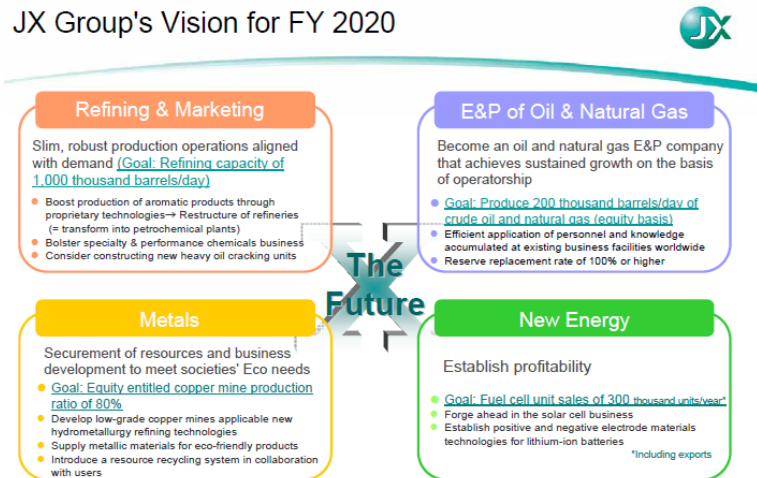 JX Group's Vision for FY 2020
JX
Refining & Marketing
Slim, robust production operations aligned
with demand (Goal: Refining capacity of
1,000 thousand barrels/day)
● Boost production of aromatic products through
proprietary technologies→ Restructure of refineries
(= transform into petrochemical plants)
● Bolster specialty & performance chemicals business
● Consider constructing new heavy oil cracking units
E&P of Oil & Natural Gas
Become an oil and natural gas E&P company
that achieves sustained growth on the basis
of operatorship
● Goal: Produce 200 thousand barrels/day of
crude oil and natural gas (equity basis)
● Efficient application of personnel and knowledge
accumulated at existing business facilities worldwide
● Reserve replacement rate of 100% or higher
The
Future
Metals
Securement of resources and business
development to meet societies' Eco needs
● Goal: Equity entitled copper mine production
ratio of 80%
● Develop low-grade copper mines applicable new
hydrometallurgy refining technologies
● Supply metallic materials for eco-friendly products
● Introduce a resource recycling system in collaboration
with users
New Energy
Establish profitability
● Goal: Fuel cell unit sales of 300 thousand units/year*
● Forge ahead in the solar cell business
● Establish positive and negative electrode materials
technologies for lithium-ion batteries
*Including exports